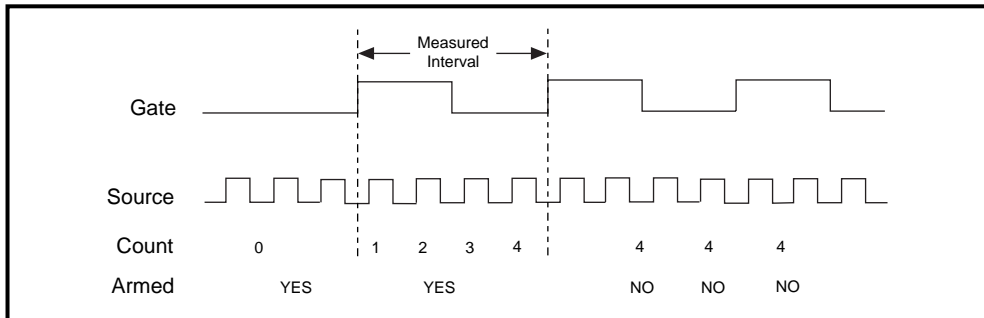 Measured
Interval
Gate
Source
Count 0 1 2 3 4 4 4 4
Armed YES YES NO NO NO